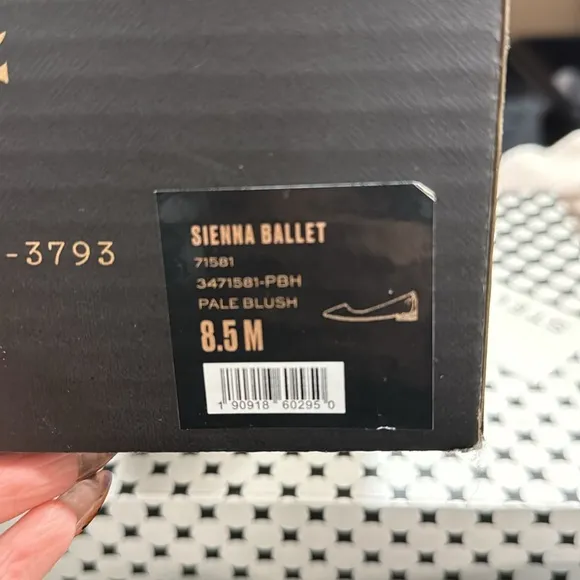 -3793
SIENNA BALLET
71581
3471581-PBH
PALE BLUSH
8.5 M
1 90918 60295 0